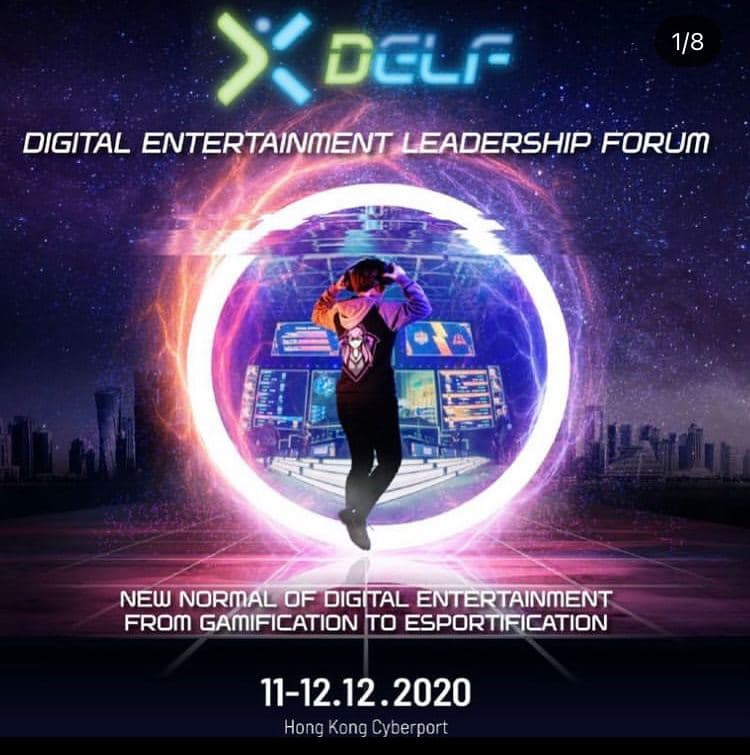 1/8
DELF
DIGITAL ENTERTAINMENT LEADERSHIP FORUM
NEW NORMAL OF DIGITAL ENTERTAINMENT
FROM GAMIFICATION TO ESPORTIFICATION
11-12.12.2020
Hong Kong Cyberport